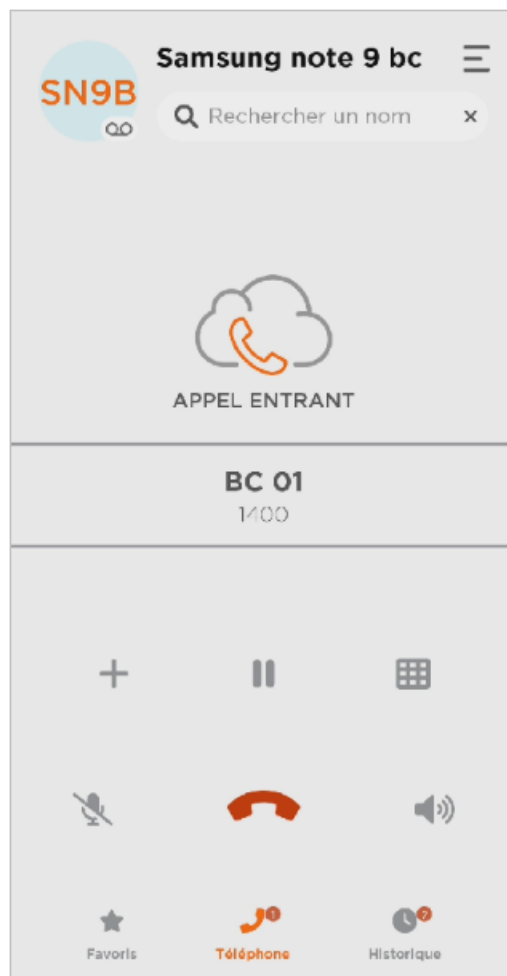 SN9B
Samsung note 9 bc
Rechercher un nom
APPEL ENTRANT
BC 01
1400
Favoris
Téléphone
Historique